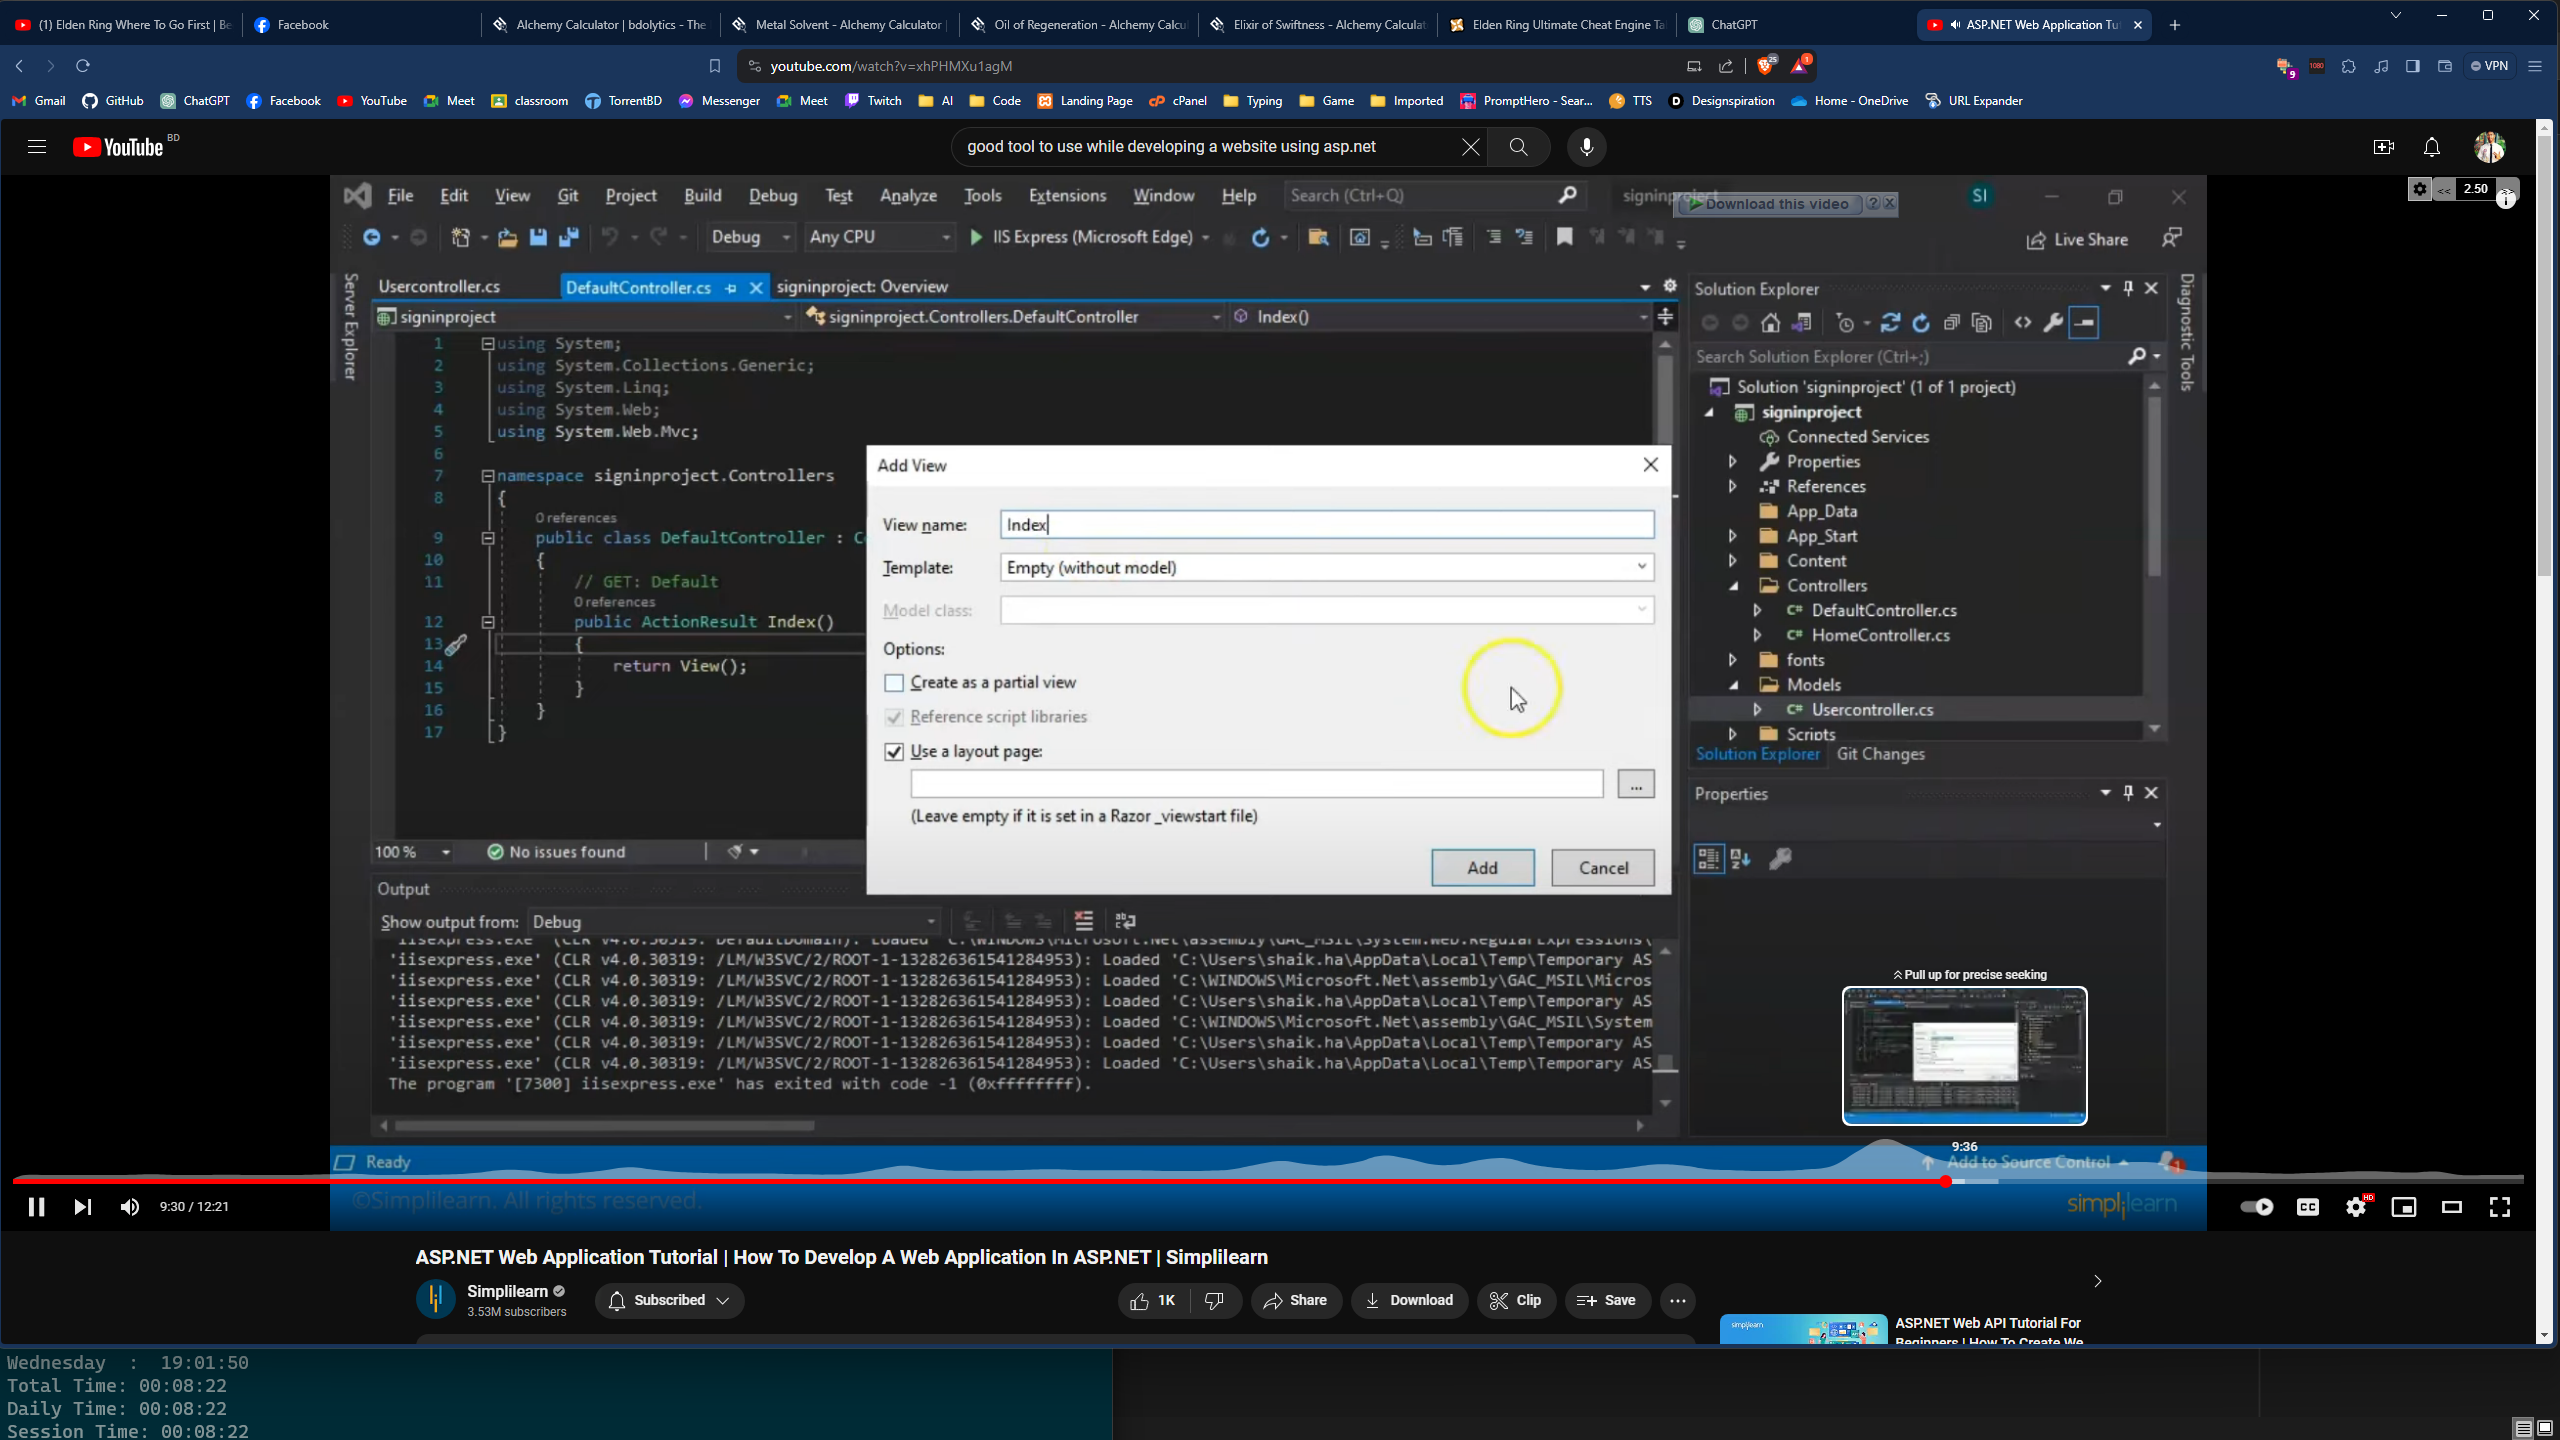 (1) Elden Ring Where To Go First | Be
Facebook
Alchemy Calculator | bdolytics - The
Metal Solvent - Alchemy Calculator
Oil of Regeneration - Alchemy Calcu
Elixir of Swiftness - Alchemy Calculat
Elden Ring Ultimate Cheat Engine Ta
ChatGPT
ASP.NET Web Application Tu
youtube.com/watch?v=xhPHMXu1agM
25
1
9
1080
VPN
Gmail GitHub ChatGPT Facebook YouTube Meet classroom TorrentBD Messenger Meet Twitch AI Code Landing Page cPanel Typing Game Imported PromptHero - Sear... TTS Designspiration Home - OneDrive URL Expander
YouTube BD
good tool to use while developing a website using asp.net
File Edit View Git Project Build Debug Test Analyze Tools Extensions Window Help Search (Ctrl+Q)
Download this video ?
SI
<< 2.50
Debug Any CPU IIS Express (Microsoft Edge) Live Share
Server Explorer
Usercontroller.cs DefaultController.cs signinproject: Overview
signinproject signinproject.Controllers.DefaultController Index()
1 using System;
2 using System.Collections.Generic;
3 using System.Linq;
4 using System.Web;
5 using System.Web.Mvc;
6
7 namespace signinproject.Controllers
8 {
0 references
9 public class DefaultController :
10 {
11 // GET: Default
0 references
12 public ActionResult Index()
13 {
14 return View();
15 }
16 }
17 }
100 % No issues found
Add View
View name: Index
Template: Empty (without model)
Model class:
Options:
Create as a partial view
Reference script libraries
Use a layout page:
...
(Leave empty if it is set in a Razor _viewstart file)
Add Cancel
Output
Show output from: Debug
'iisexpress.exe' (CLR v4.0.30319: DefaultDomain): Loaded 'C:\WINDOWS\Microsoft.Net\assembly\GAC_MSIL\System.Web.RegularExpressions\
'iisexpress.exe' (CLR v4.0.30319: /LM/W3SVC/2/ROOT-1-132826361541284953): Loaded 'C:\Users\shaik.ha\AppData\Local\Temp\Temporary AS
'iisexpress.exe' (CLR v4.0.30319: /LM/W3SVC/2/ROOT-1-132826361541284953): Loaded 'C:\WINDOWS\Microsoft.Net\assembly\GAC_MSIL\Micros
'iisexpress.exe' (CLR v4.0.30319: /LM/W3SVC/2/ROOT-1-132826361541284953): Loaded 'C:\Users\shaik.ha\AppData\Local\Temp\Temporary AS
'iisexpress.exe' (CLR v4.0.30319: /LM/W3SVC/2/ROOT-1-132826361541284953): Loaded 'C:\WINDOWS\Microsoft.Net\assembly\GAC_MSIL\System
'iisexpress.exe' (CLR v4.0.30319: /LM/W3SVC/2/ROOT-1-132826361541284953): Loaded 'C:\Users\shaik.ha\AppData\Local\Temp\Temporary AS
'iisexpress.exe' (CLR v4.0.30319: /LM/W3SVC/2/ROOT-1-132826361541284953): Loaded 'C:\Users\shaik.ha\AppData\Local\Temp\Temporary AS
The program '[7300] iisexpress.exe' has exited with code -1 (0xffffffff).
Solution Explorer
Search Solution Explorer (Ctrl+;)
Solution 'signinproject' (1 of 1 project)
signinproject
Connected Services
Properties
References
App_Data
App_Start
Content
Controllers
C# DefaultController.cs
C# HomeController.cs
fonts
Models
C# Usercontroller.cs
Scripts
Solution Explorer Git Changes
Diagnostic Tools
Properties
Pull up for precise seeking
9:36
Ready
Add to Source Control 1
9:30 / 12:21
©Simplilearn. All rights reserved.
simplilearn
CC
HD
ASP.NET Web Application Tutorial | How To Develop A Web Application In ASP.NET | Simplilearn
Simplilearn
3.53M subscribers
Subscribed
1K Share Download Clip Save
simplilearn
ASP.NET Web API Tutorial For
Beginners | How To Create We
Wednesday : 19:01:50
Total Time: 00:08:22
Daily Time: 00:08:22
Session Time: 00:08:22